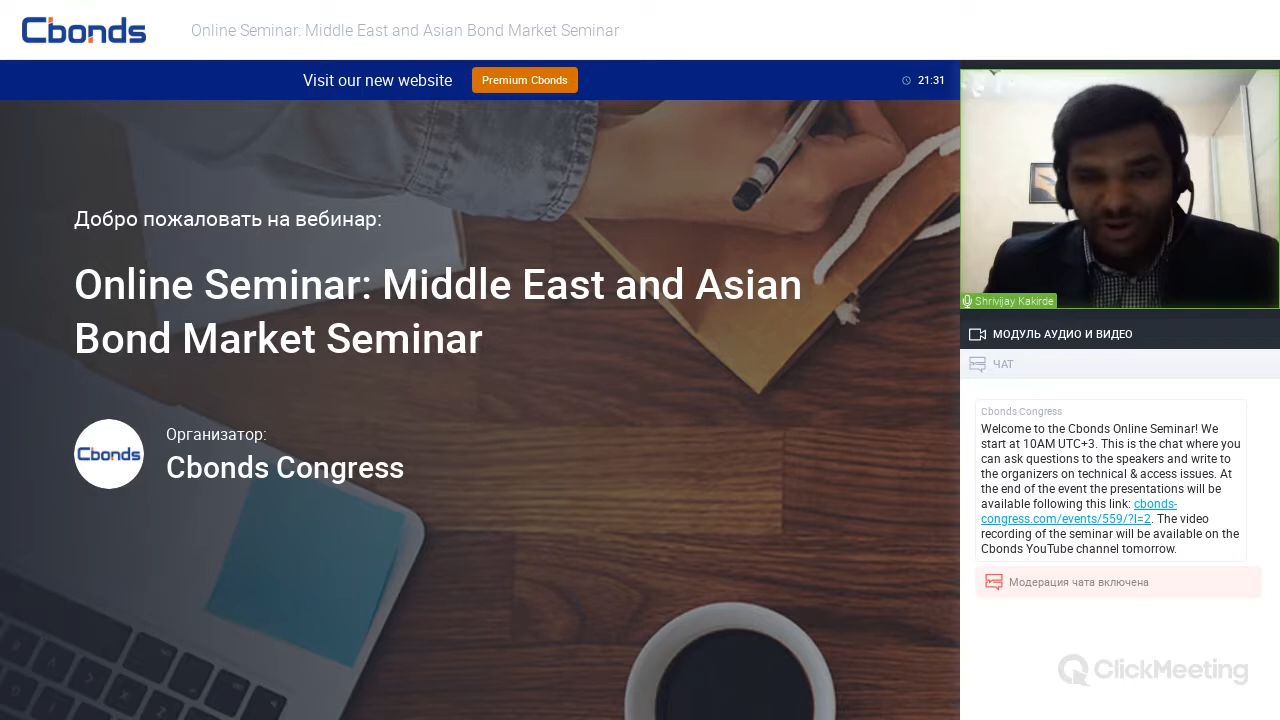 Cbonds
Online Seminar: Middle East and Asian Bond Market Seminar
Visit our new website
Premium Cbonds
21:31
Добро пожаловать на вебинар:
Online Seminar: Middle East and Asian
Bond Market Seminar
Cbonds
Организатор:
Cbonds Congress
Shrivijay Kakirde
МОДУЛЬ АУДИО И ВИДЕО
ЧАТ
Cbonds Congress
Welcome to the Cbonds Online Seminar! We
start at 10AM UTC+3. This is the chat where you
can ask questions to the speakers and write to
the organizers on technical & access issues. At
the end of the event the presentations will be
available following this link: cbonds-
congress.com/events/559/?l=2. The video
recording of the seminar will be available on the
Cbonds YouTube channel tomorrow.
Модерация чата включена
ClickMeeting